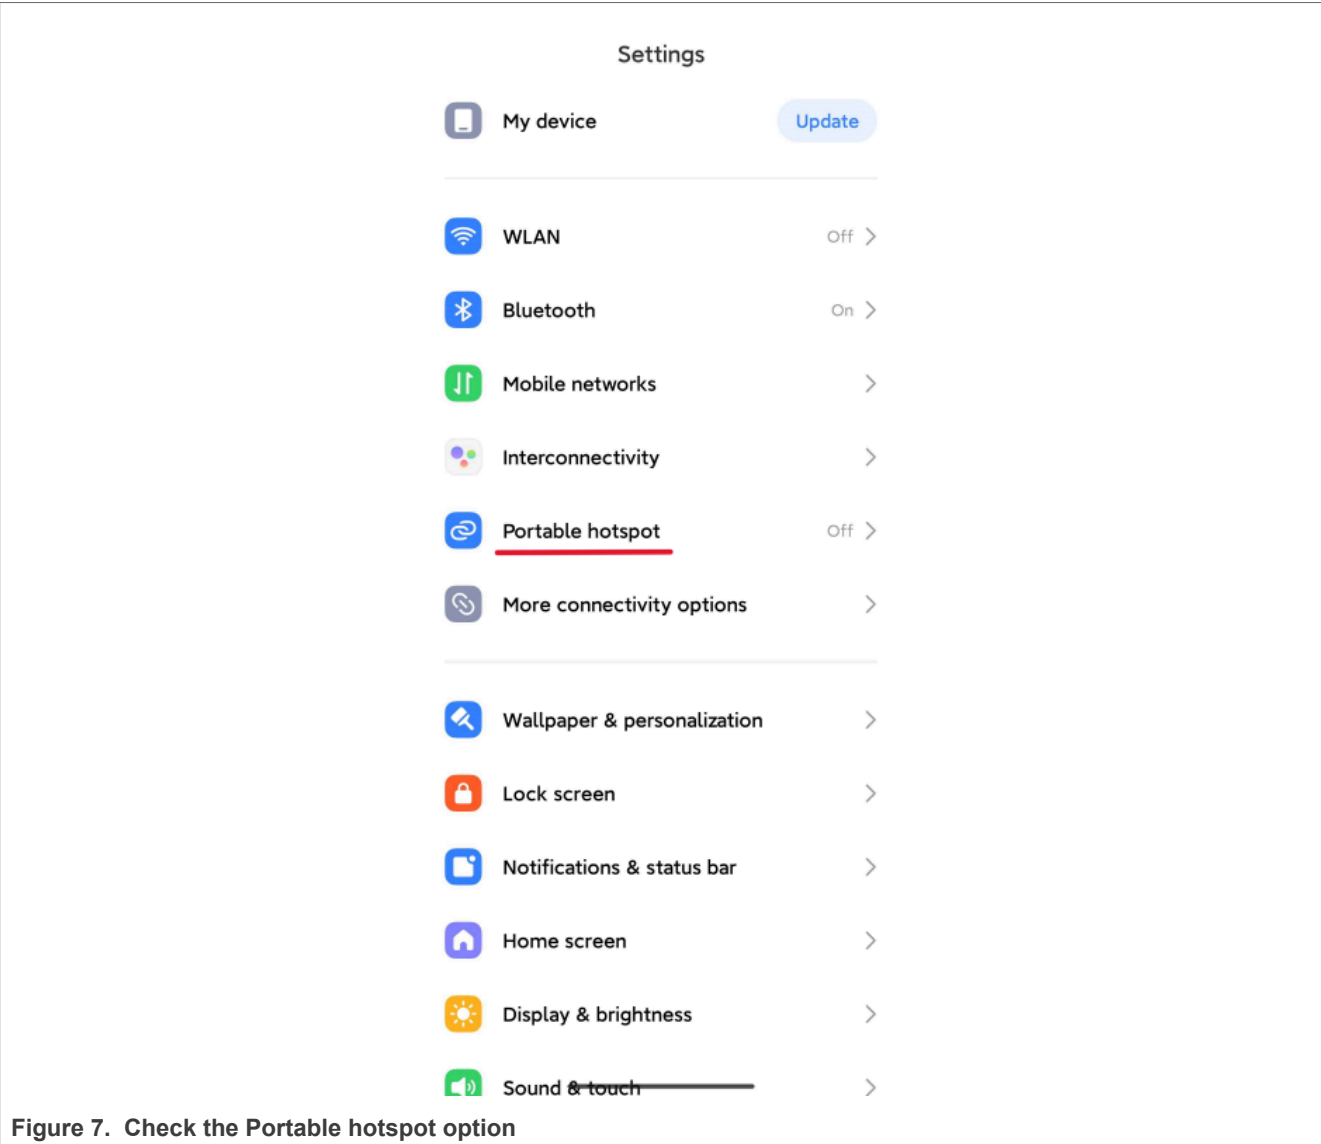 Settings
My device Update
WLAN Off
Bluetooth On
Mobile networks
Interconnectivity
Portable hotspot Off
More connectivity options
Wallpaper & personalization
Lock screen
Notifications & status bar
Home screen
Display & brightness
Sound & touch
Figure 7. Check the Portable hotspot option